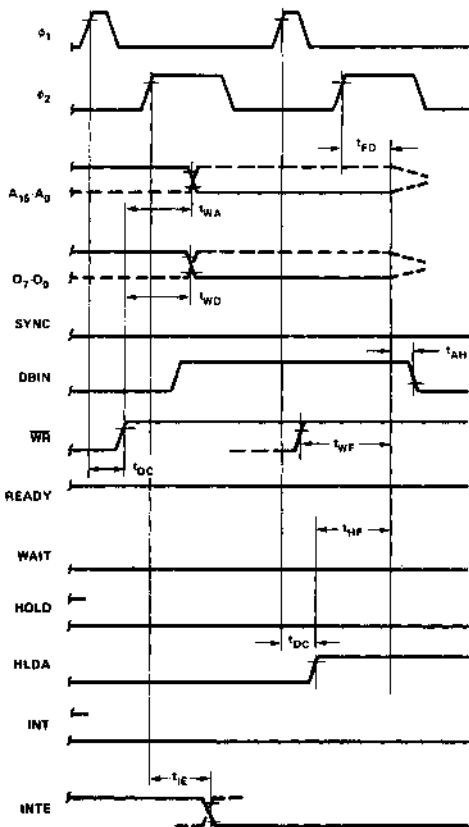 φ1
φ2
tFD
A15-A0
tWA
D7-D0
tWD
SYNC
tAH
DBIN
WR
tWF
tDC
READY
tHF
WAIT
HOLD
tDC
HLDA
INT
tIE
INTE